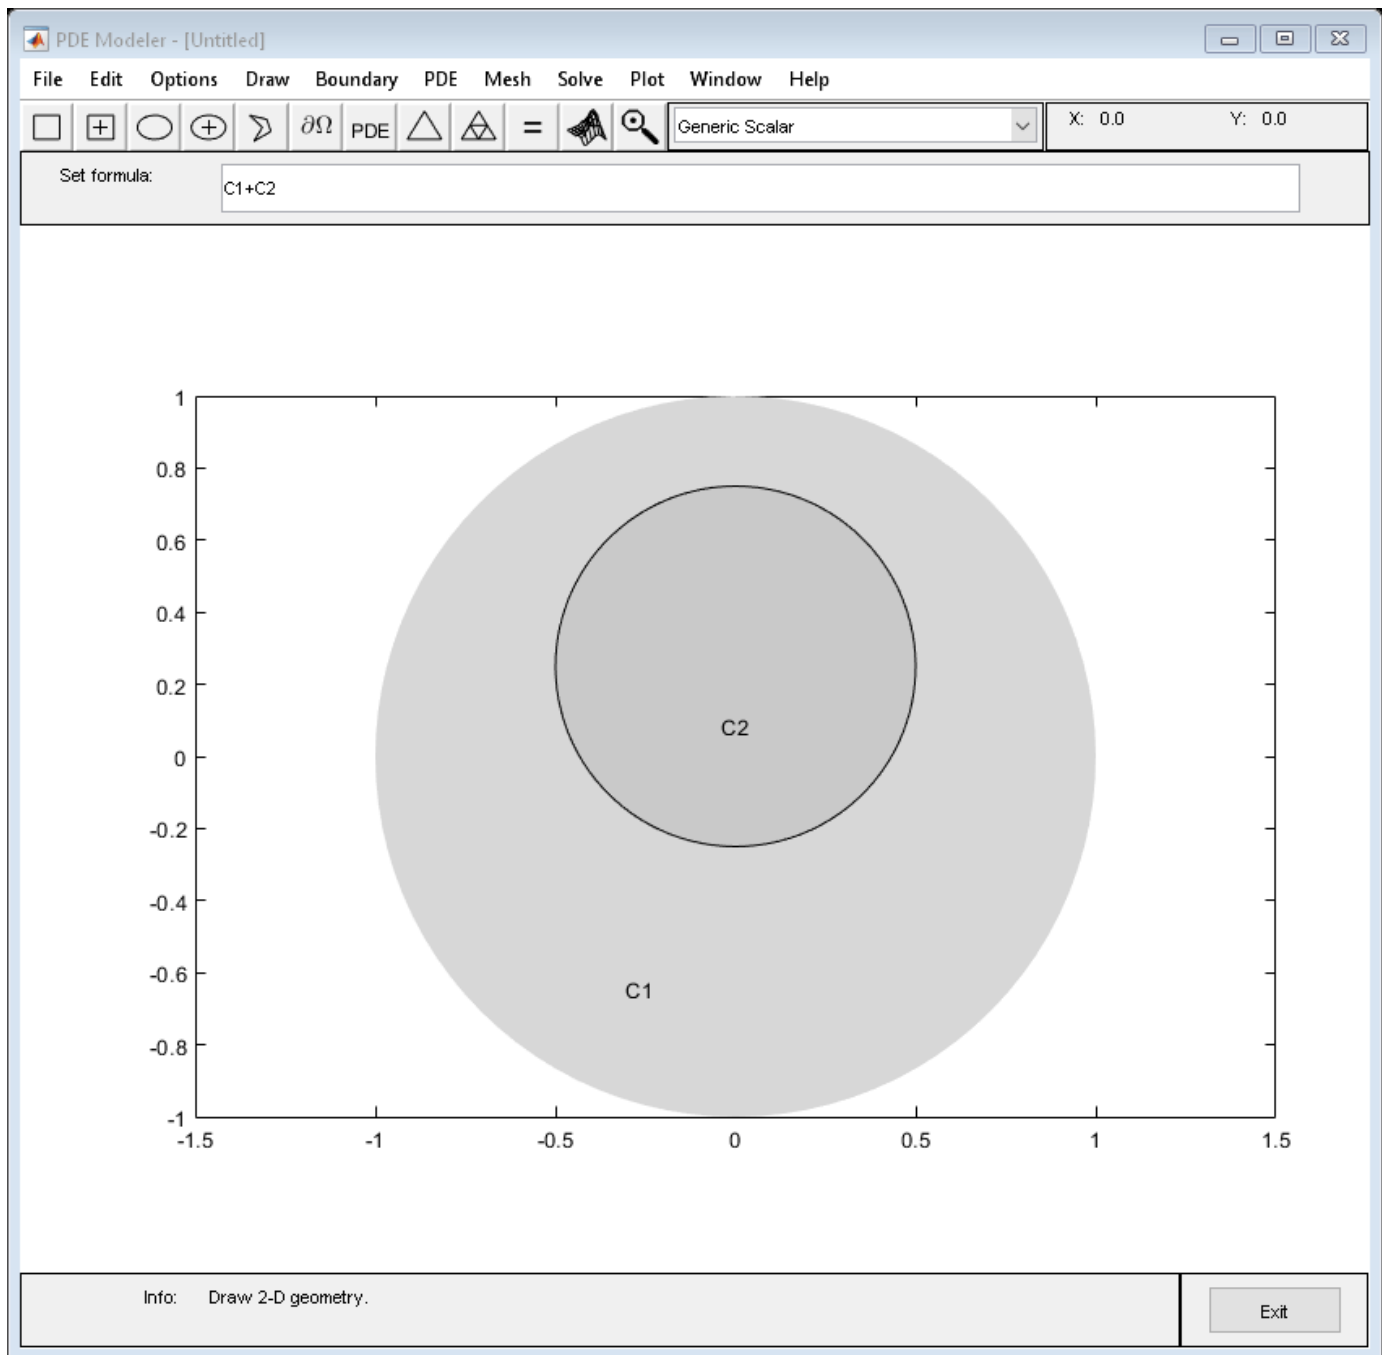 PDE Modeler - [Untitled]
File Edit Options Draw Boundary PDE Mesh Solve Plot Window Help
∂Ω PDE = Generic Scalar X: 0.0 Y: 0.0
Set formula: C1+C2
1
0.8
0.6
0.4
0.2
C2
0
-0.2
-0.4
-0.6
C1
-0.8
-1
-1.5 -1 -0.5 0 0.5 1 1.5
Info: Draw 2-D geometry. Exit